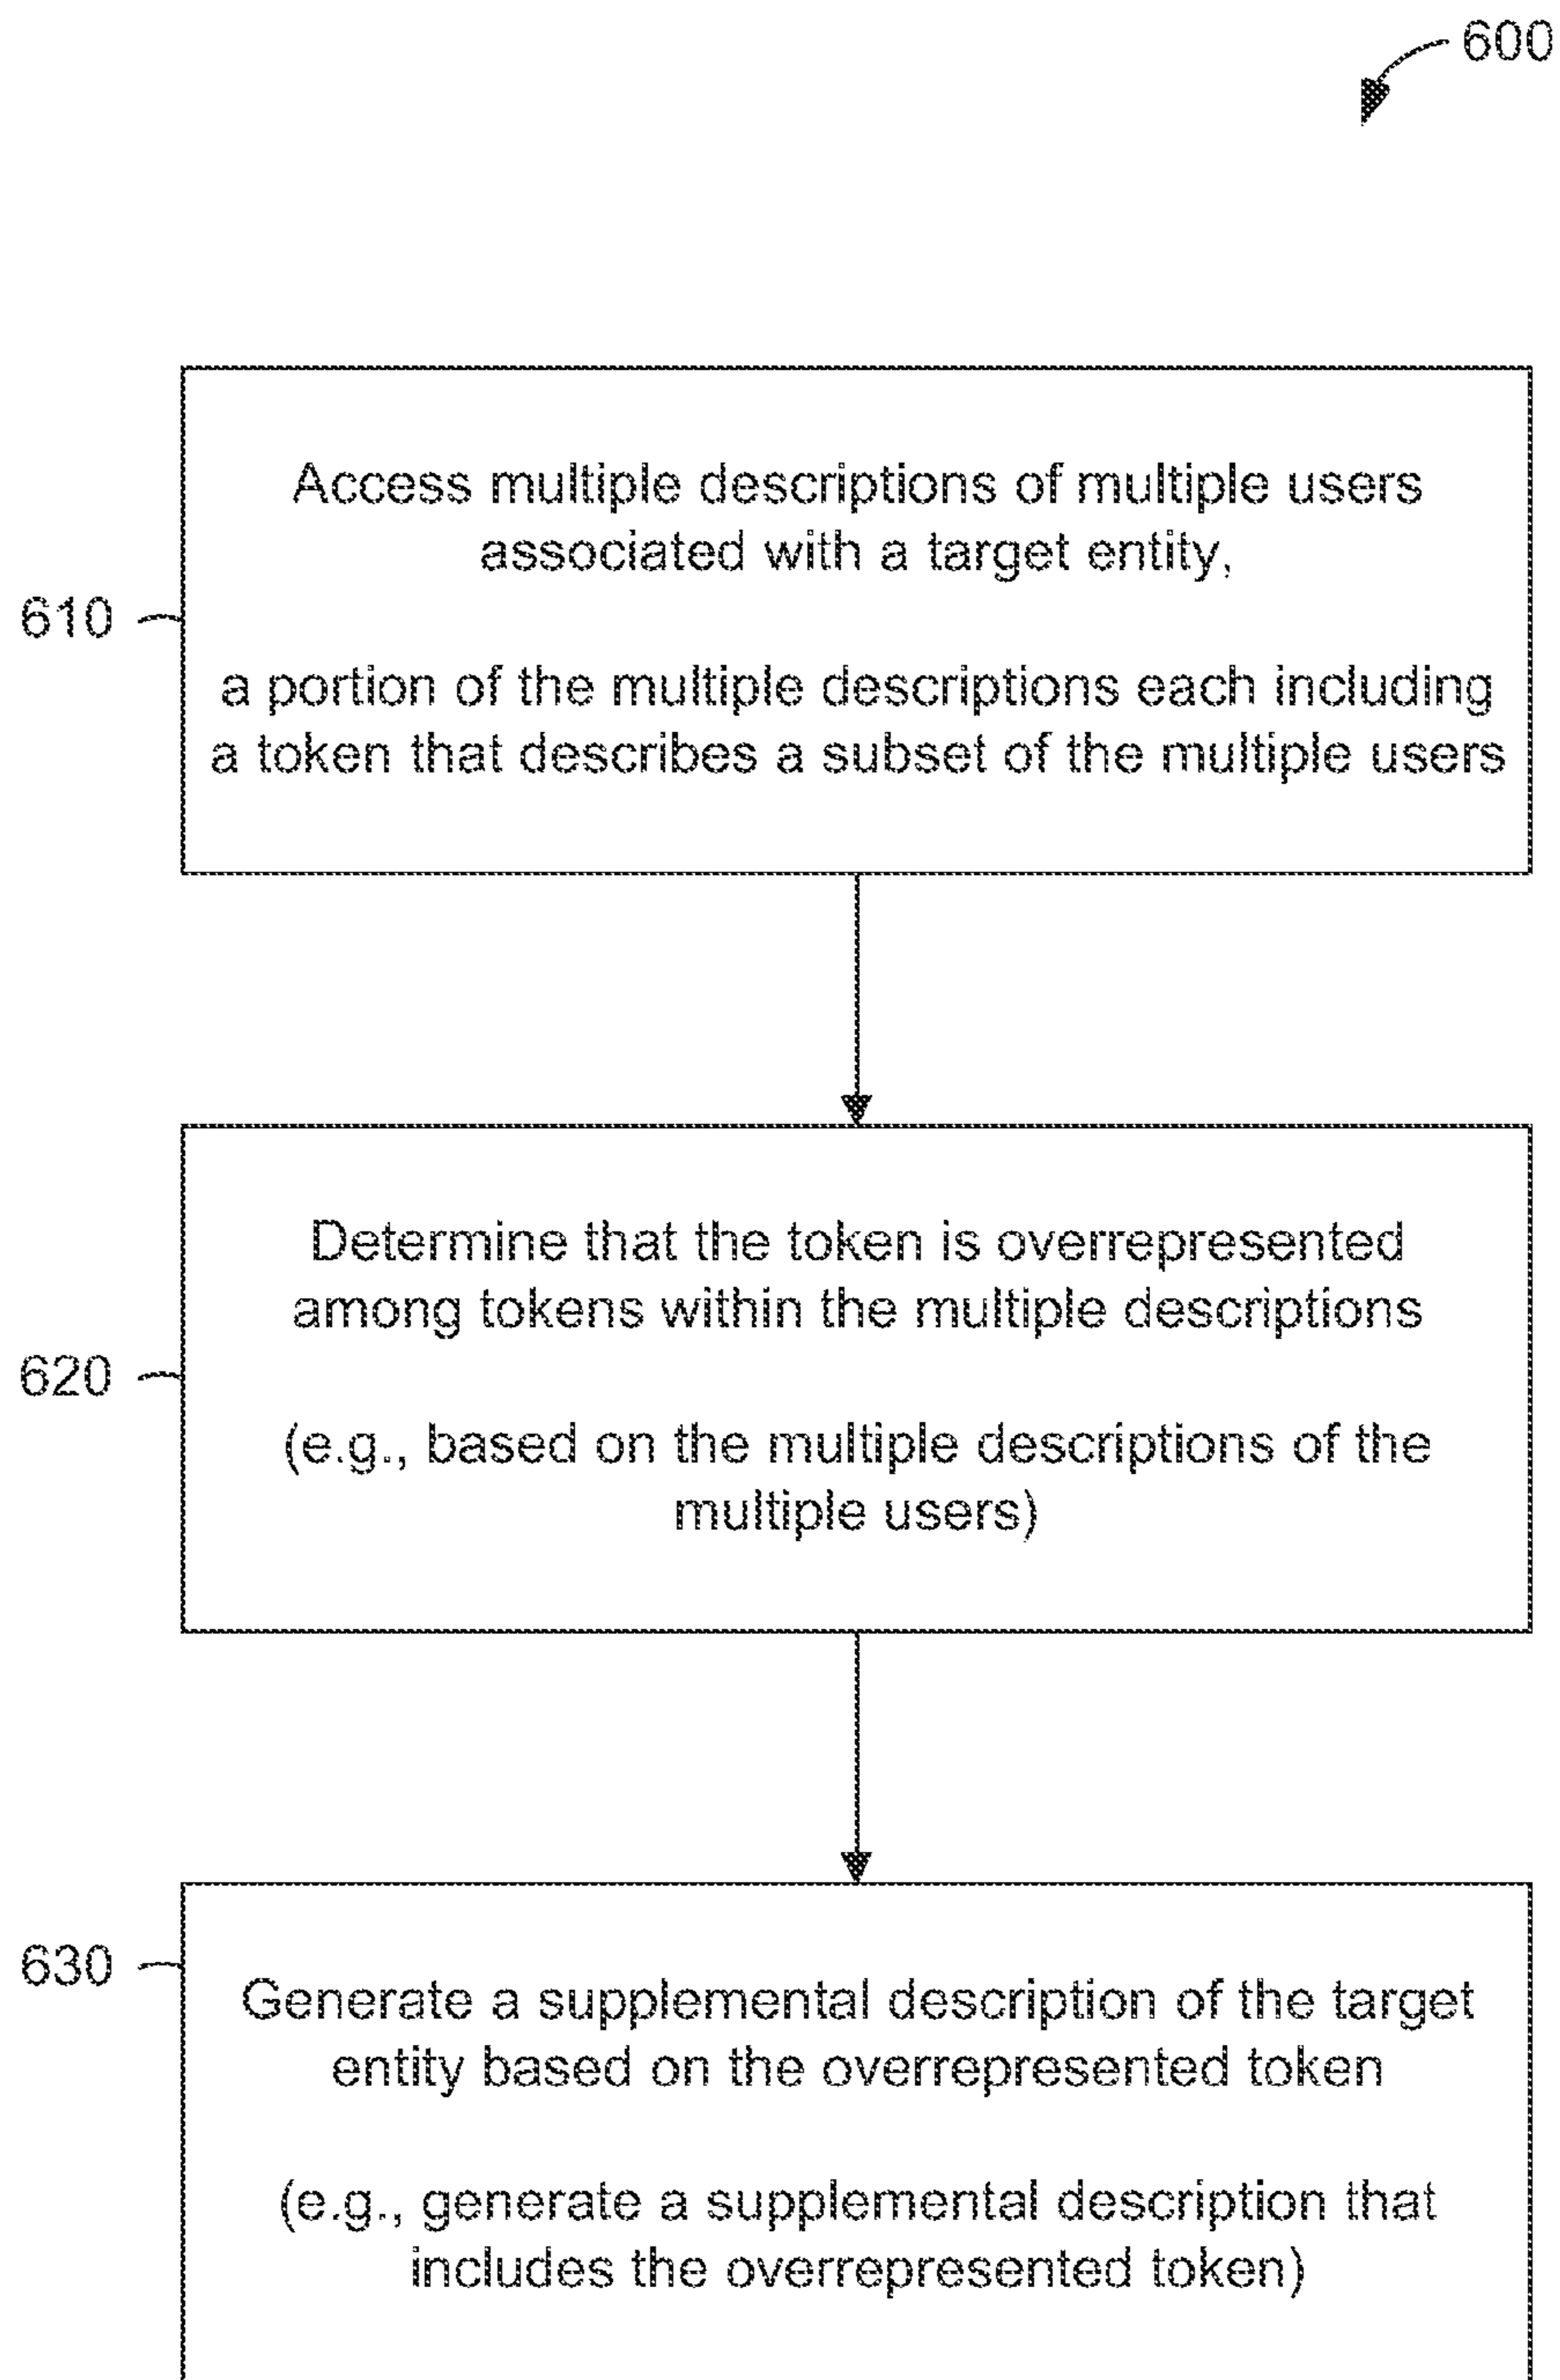 600
Access multiple descriptions of multiple users
associated with a target entity,
610
a portion of the multiple descriptions each including
a token that describes a subset of the multiple users
Determine that the token is overrepresented
among tokens within the multiple descriptions
620
(e.g., based on the multiple descriptions of the
multiple users)
630
Generate a supplemental description of the target
entity based on the overrepresented token
(e.g., generate a supplemental description that
includes the overrepresented token)